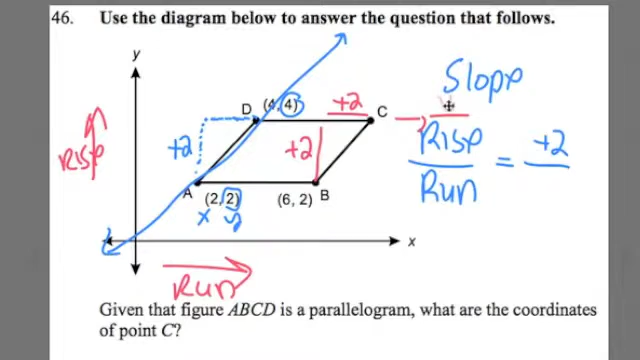 46. Use the diagram below to answer the question that follows.
y
Slope
D (4, 4) +2 C
Rise
+2 +2 Rise = +2
Run
A (2, 2) (6, 2) B
x y
x
Run
Given that figure ABCD is a parallelogram, what are the coordinates
of point C?